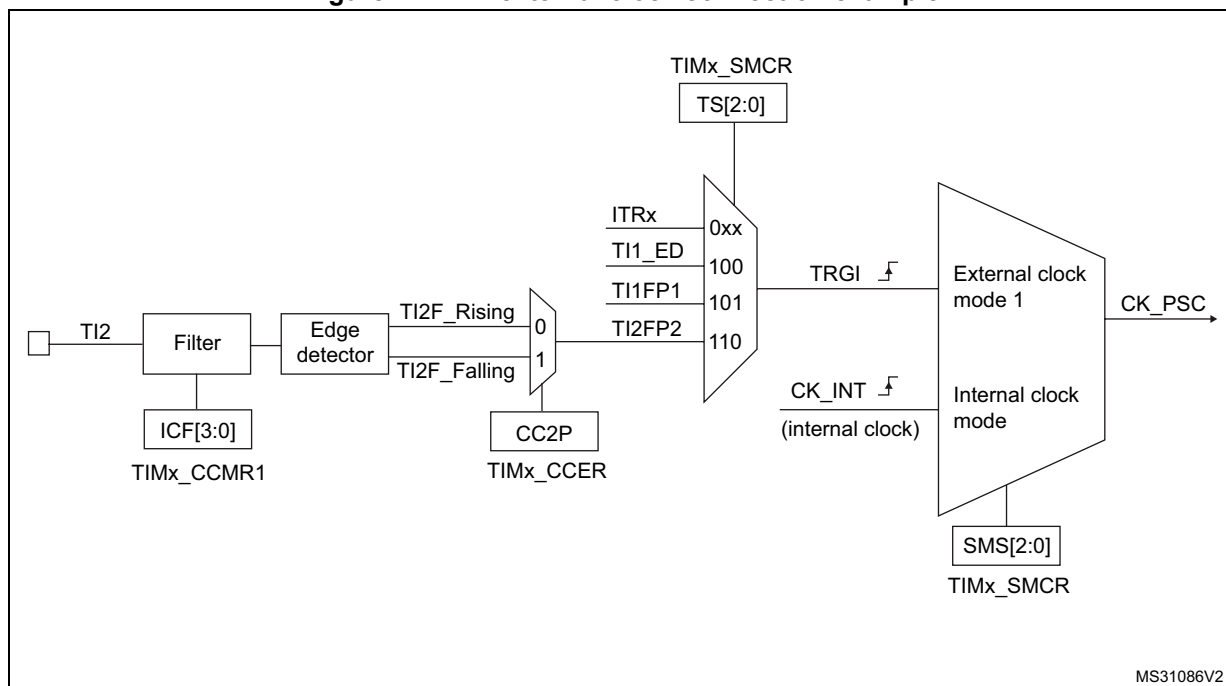 TIMx_SMCR
TS[2:0]
ITRx
0xx
TI1_ED
100
TI1FP1
101
TI2FP2
110
TRGI
External clock
mode 1
CK_PSC
TI2
Filter
Edge
detector
TI2F_Rising
0
TI2F_Falling
1
CK_INT
(internal clock)
Internal clock
mode
ICF[3:0]
TIMx_CCMR1
CC2P
TIMx_CCER
SMS[2:0]
TIMx_SMCR
MS31086V2